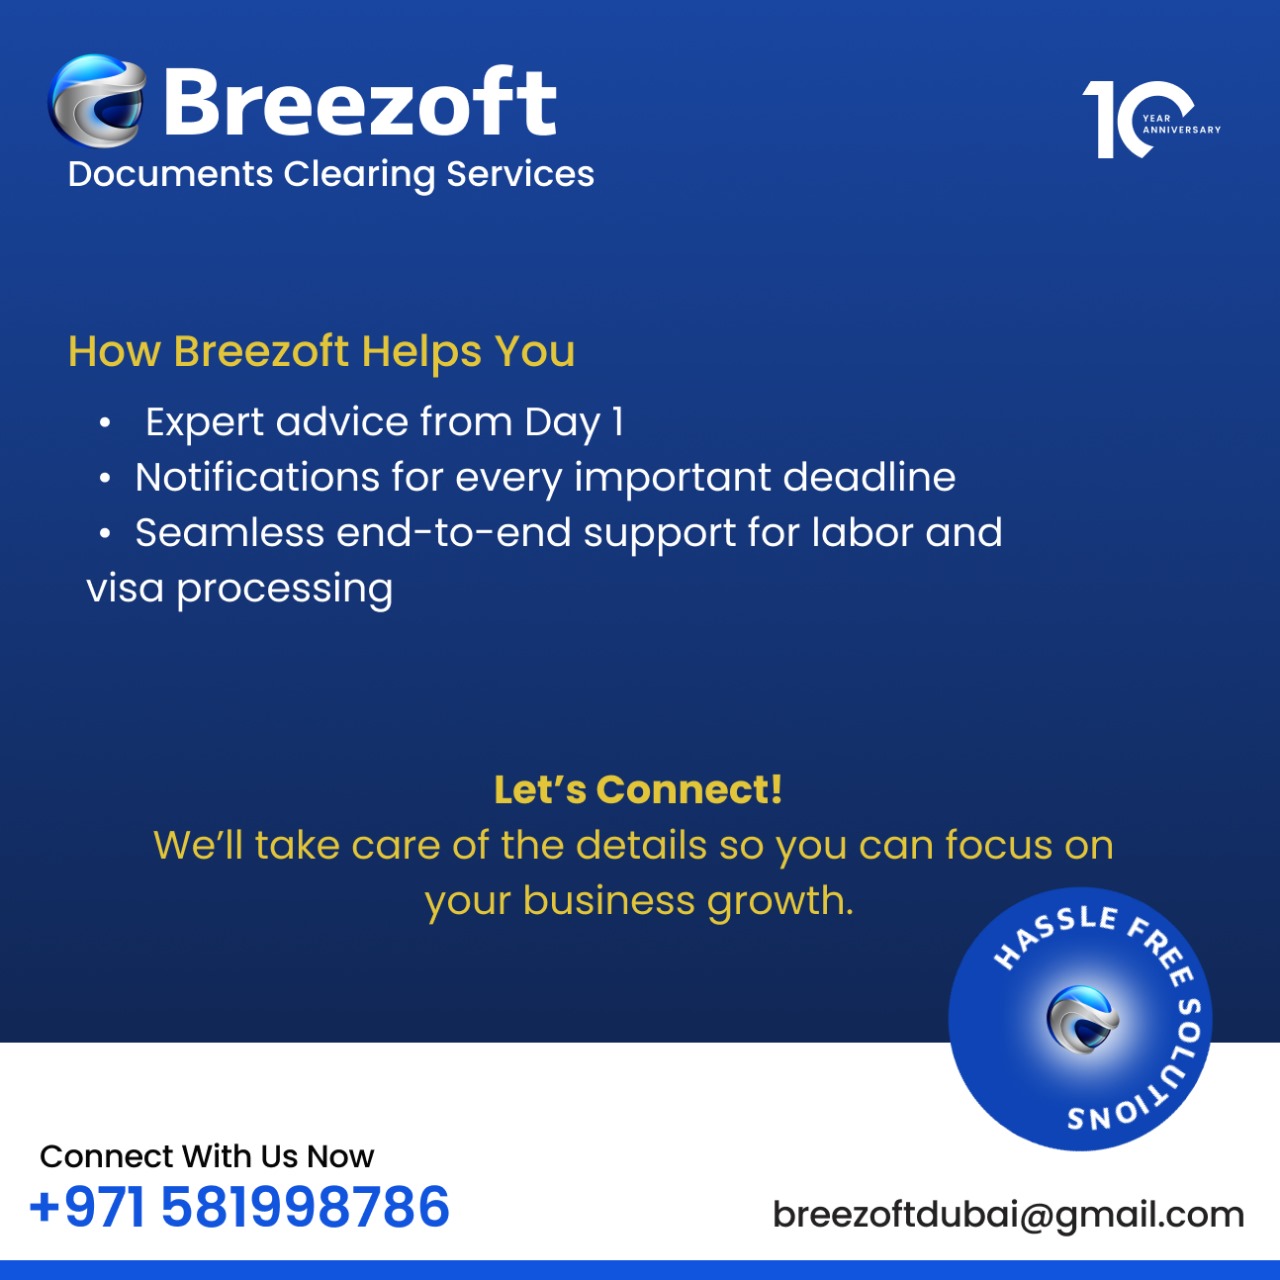 Breezoft
Documents Clearing Services
10
YEAR
ANNIVERSARY
How Breezoft Helps You
• Expert advice from Day 1
• Notifications for every important deadline
• Seamless end-to-end support for labor and
visa processing
Let’s Connect!
We’ll take care of the details so you can focus on
your business growth.
HASSLE FREE SOLUTIONS
Connect With Us Now
+971 581998786
breezoftdubai@gmail.com